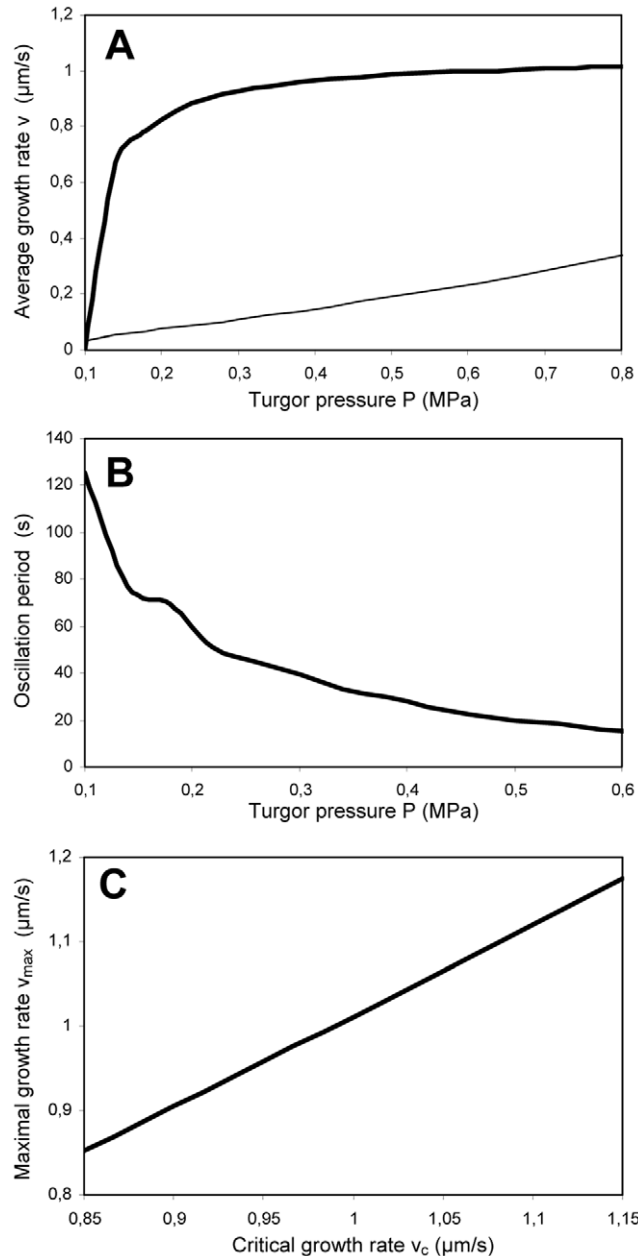 A
Average growth rate v (µm/s)
1,2
1
0,8
0,6
0,4
0,2
0
0,1 0,2 0,3 0,4 0,5 0,6 0,7 0,8
Turgor pressure P (MPa)
B
Oscillation period (s)
140
120
100
80
60
40
20
0
0,1 0,2 0,3 0,4 0,5 0,6
Turgor pressure P (MPa)
C
Maximal growth rate vmax (µm/s)
1,2
1,1
1
0,9
0,8
0,85 0,9 0,95 1 1,05 1,1 1,15
Critical growth rate vc (µm/s)